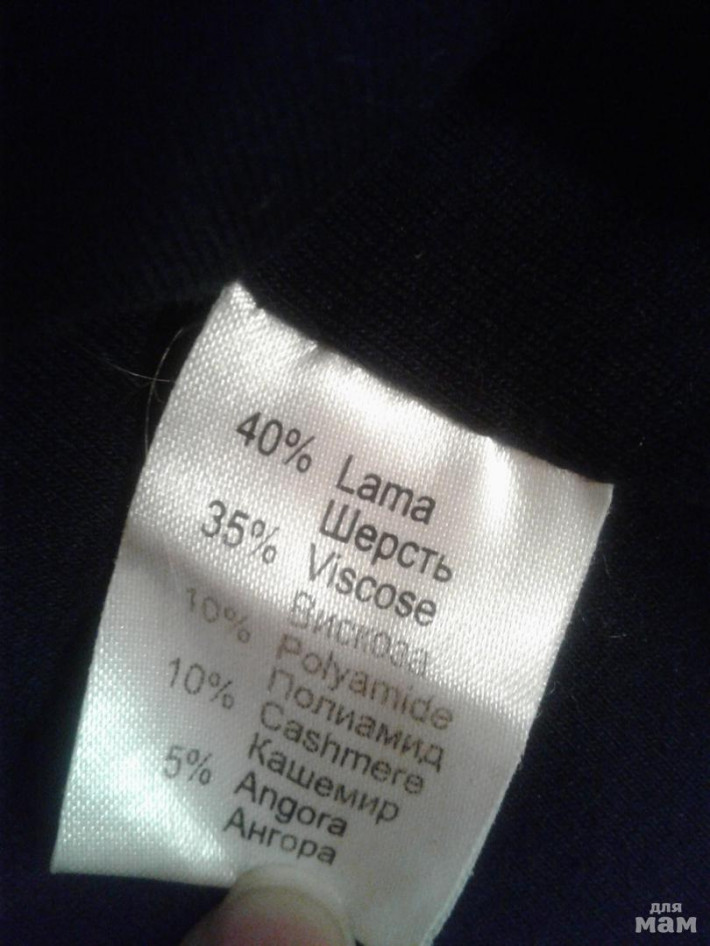 40% Lama
Шерсть
35% Viscose
Вискоза
10% Polyamide
Полиамид
10% Cashmere
Кашемир
5% Angora
Ангора
для
мам